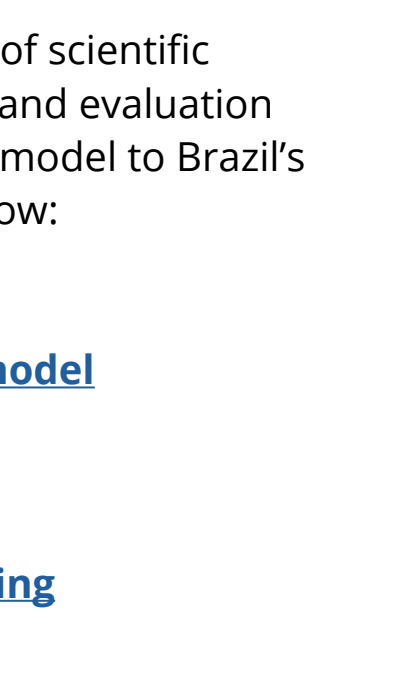 of scientific
and evaluation
model to Brazil’s
ow:
nodel
ing